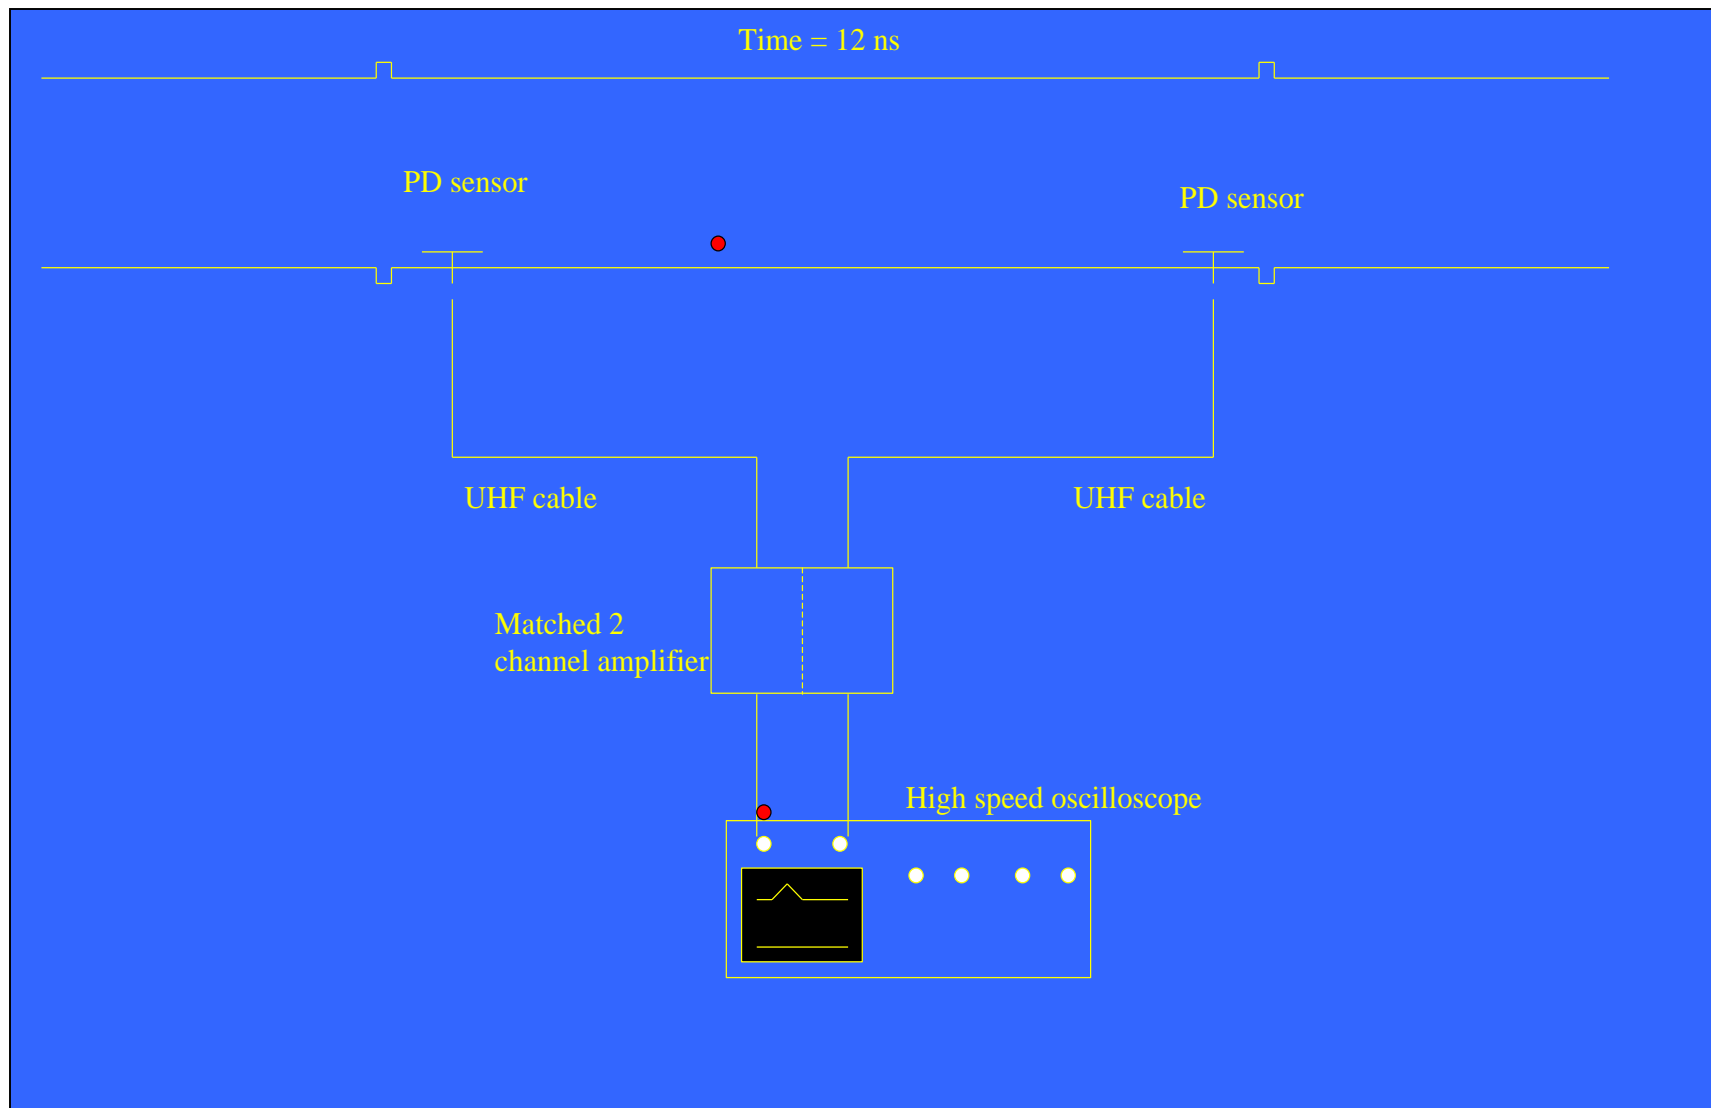 Time = 12 ns
PD sensor
PD sensor
UHF cable
UHF cable
Matched 2
channel amplifier
High speed oscilloscope